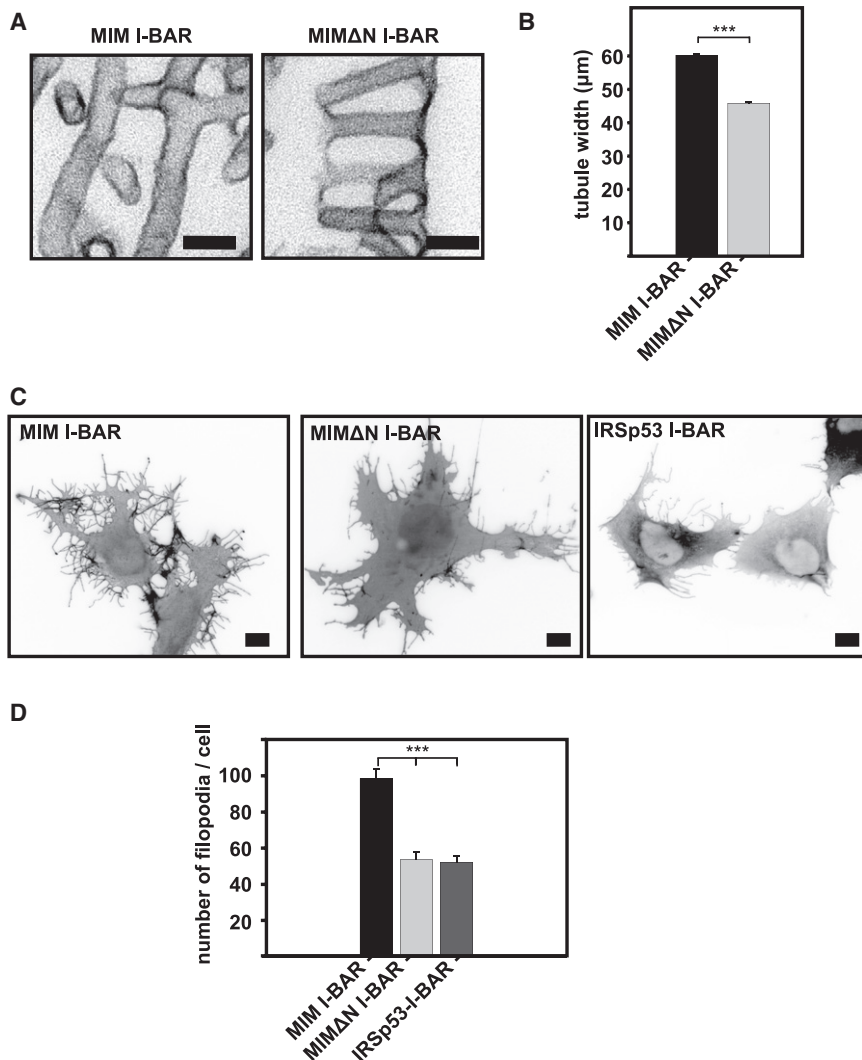 A
MIM I-BAR
MIMΔN I-BAR
B
***
60
50
40
30
20
10
tubule width (µm)
MIM I-BAR
MIMΔN I-BAR
C
MIM I-BAR
MIMΔN I-BAR
IRSp53 I-BAR
D
***
100
80
60
40
20
number of filopodia / cell
MIM I-BAR
MIMΔN I-BAR
IRSp53-I-BAR